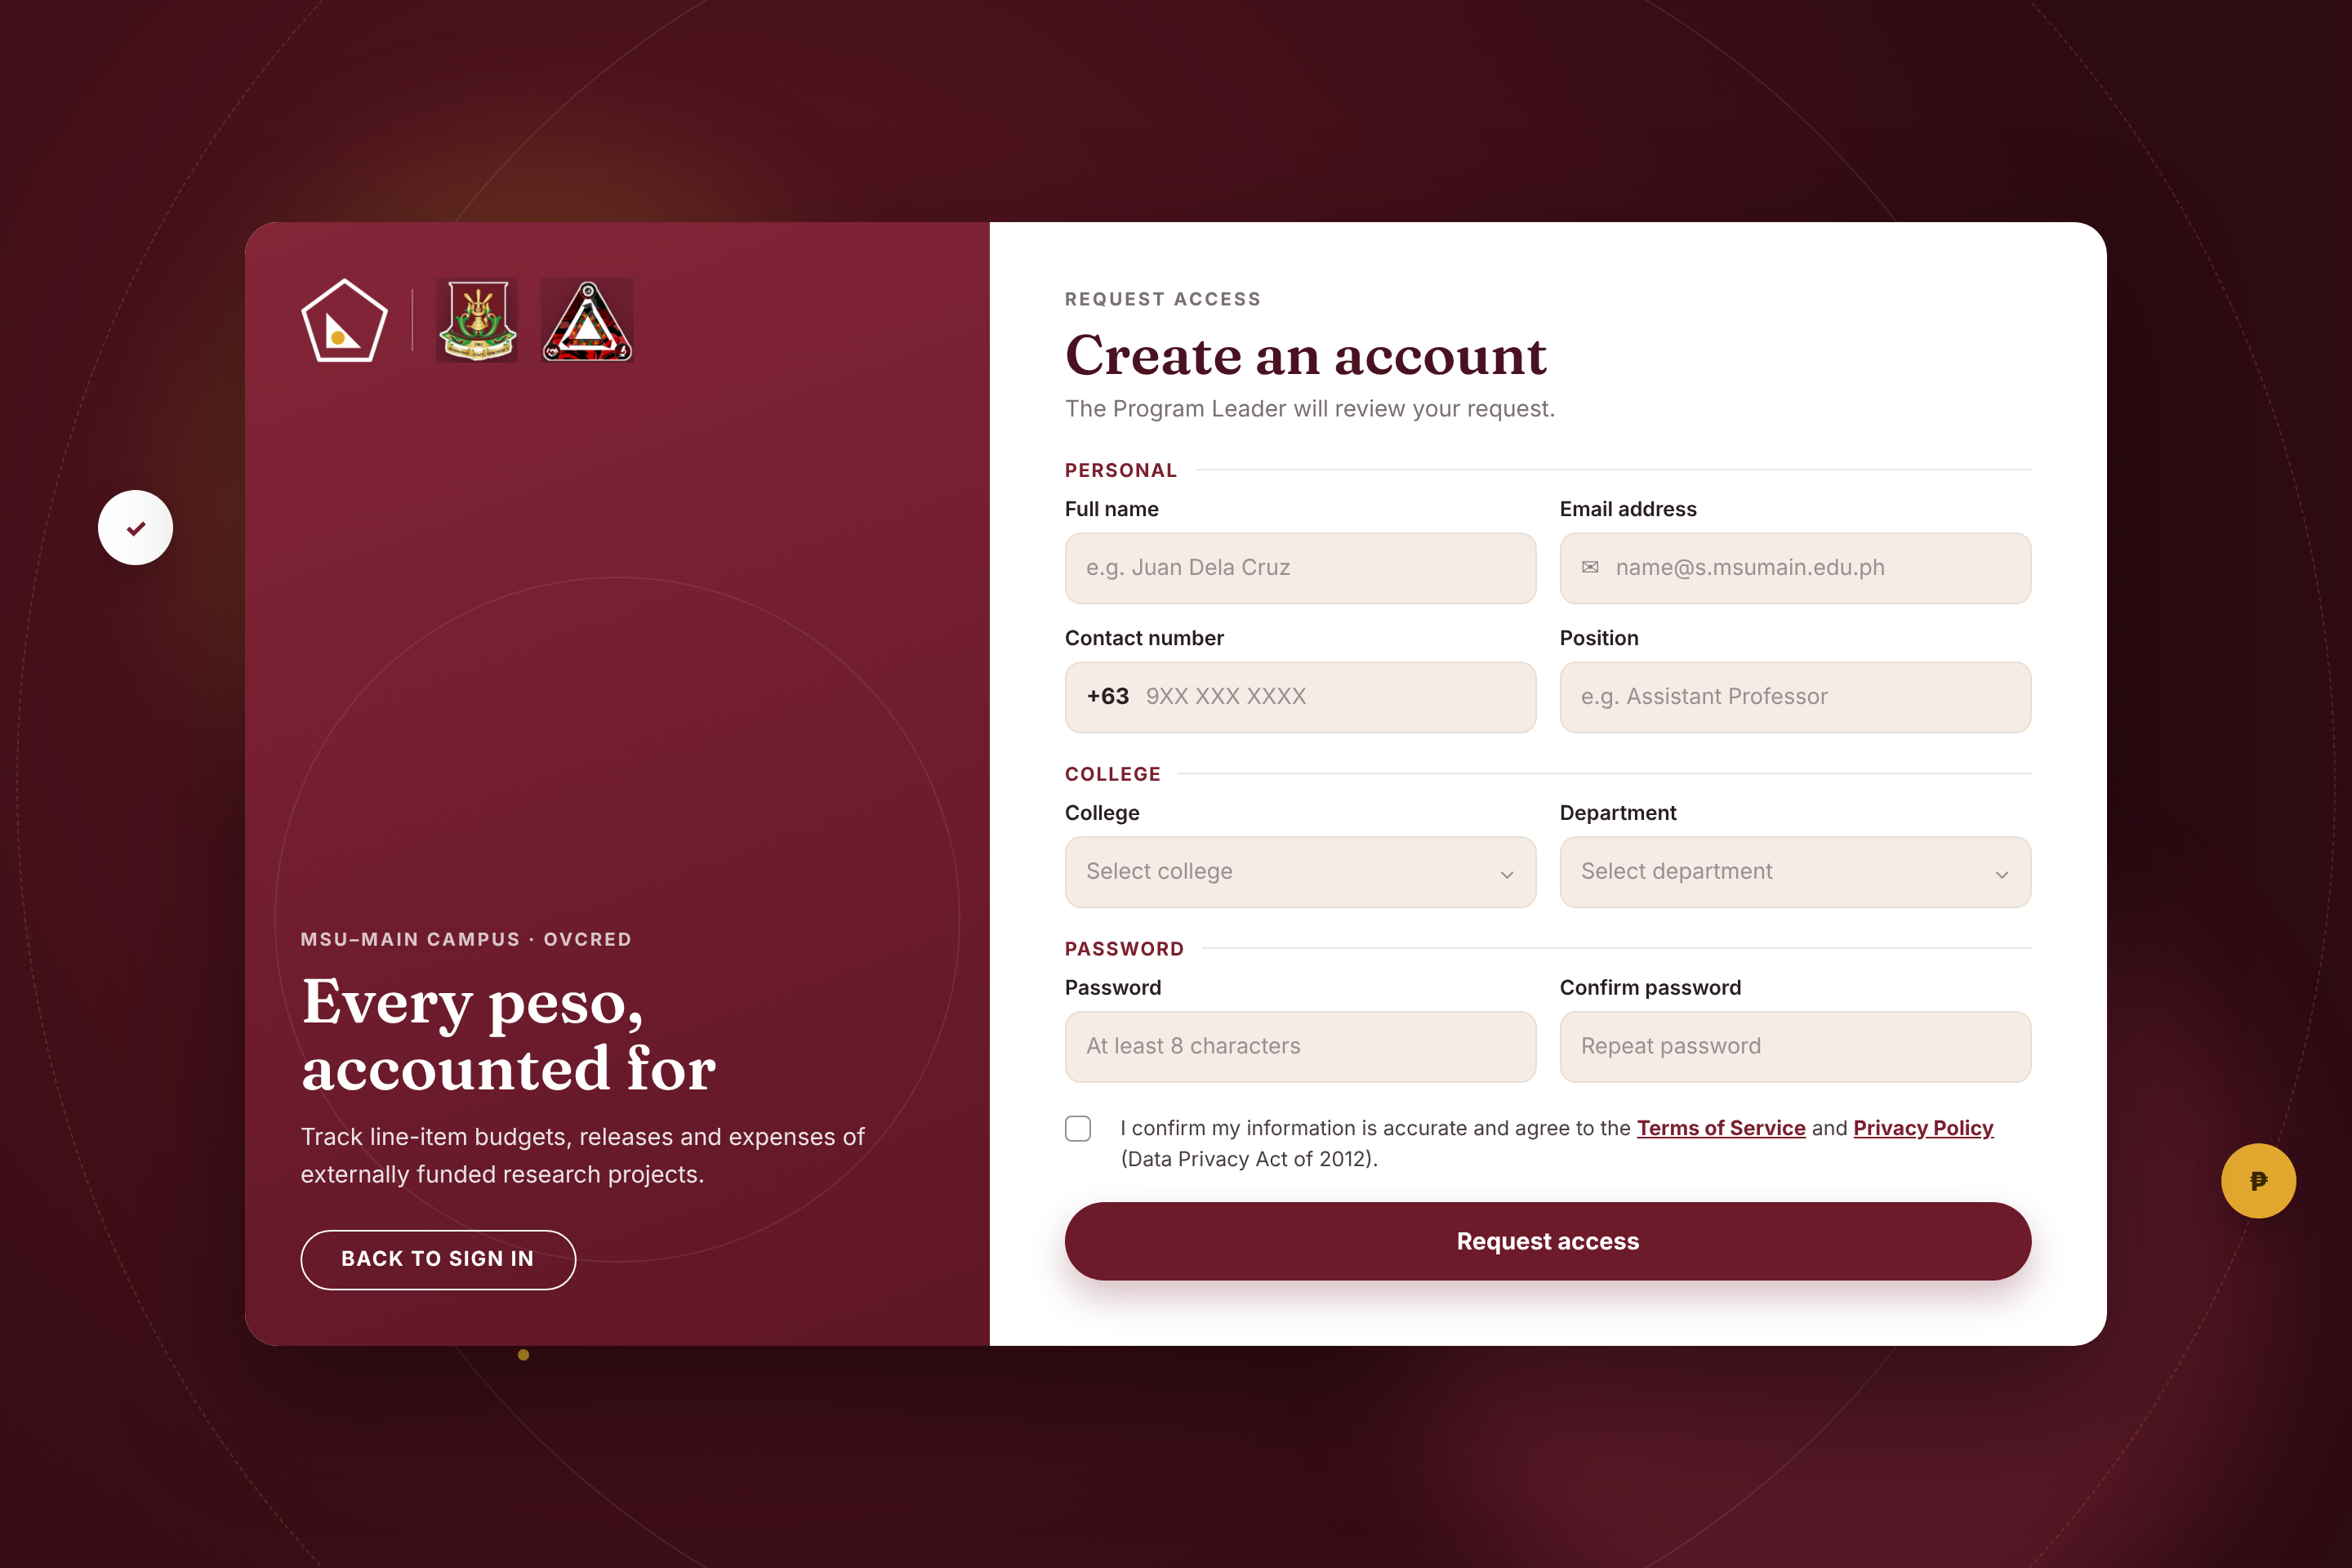 MSU–MAIN CAMPUS · OVCRED
Every peso,
accounted for
Track line-item budgets, releases and expenses of
externally funded research projects.
BACK TO SIGN IN
REQUEST ACCESS
Create an account
The Program Leader will review your request.
PERSONAL
Full name
Email address
e.g. Juan Dela Cruz
✉ name@s.msumain.edu.ph
Contact number
Position
+63 9XX XXX XXXX
e.g. Assistant Professor
COLLEGE
College
Department
Select college
Select department
PASSWORD
Password
Confirm password
At least 8 characters
Repeat password
I confirm my information is accurate and agree to the Terms of Service and Privacy Policy
(Data Privacy Act of 2012).
Request access
₱